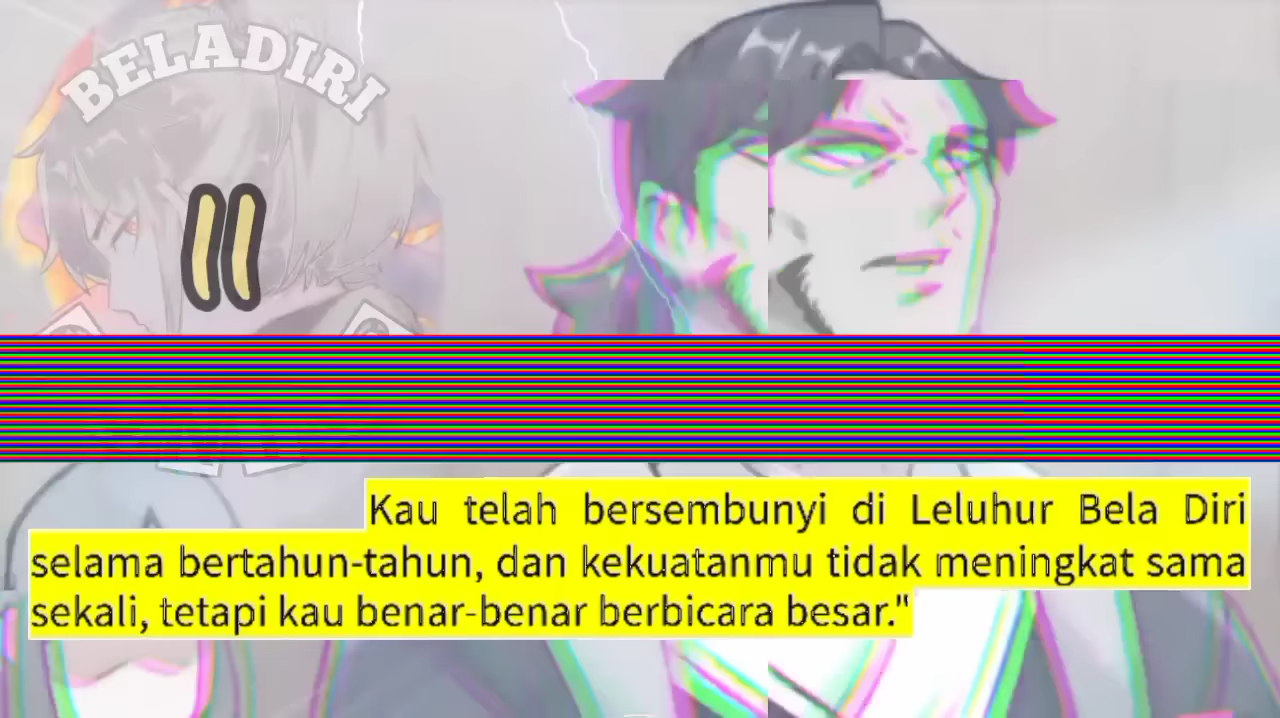 BELADIRI
Kau telah bersembunyi di Leluhur Bela Diri
selama bertahun-tahun, dan kekuatanmu tidak meningkat sama
sekali, tetapi kau benar-benar berbicara besar."